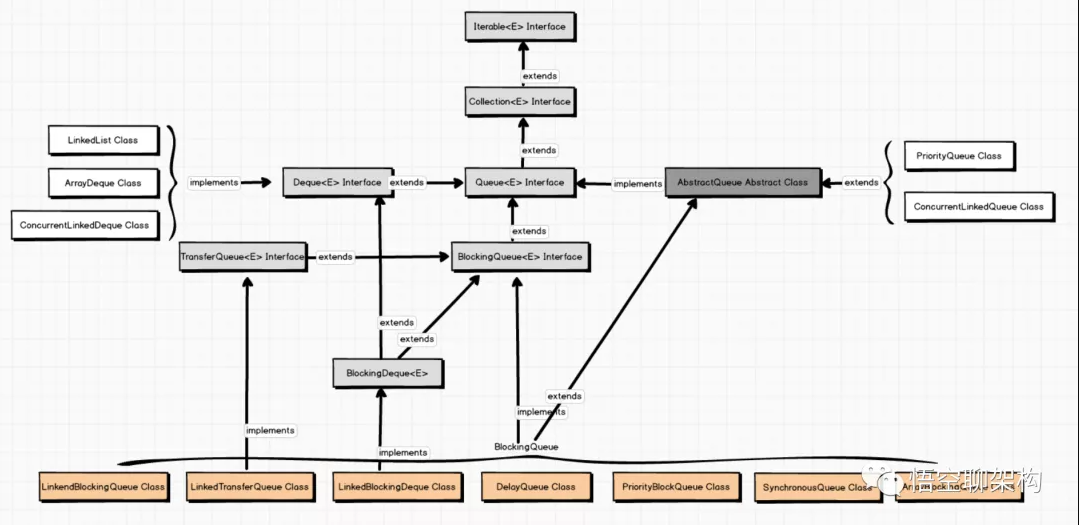 Iterable<E> Interface
extends
Collection<E> Interface
extends
LinkedList Class
ArrayDeque Class
ConcurrentLinkedDeque Class
implements
Deque<E> Interface
extends
Queue<E> Interface
implements
AbstractQueue Abstract Class
extends
PriorityQueue Class
ConcurrentLinkedQueue Class
extends
TransferQueue<E> Interface
extends
BlockingQueue<E> Interface
extends
extends
BlockingDeque<E>
extends
implements
implements
implements
BlockingQueue
LinkendBlockingQueue Class
LinkedTransferQueue Class
LinkedBlockingDeque Class
DelayQueue Class
PriorityBlockQueue Class
SynchronousQueue Class
悟空聊架构